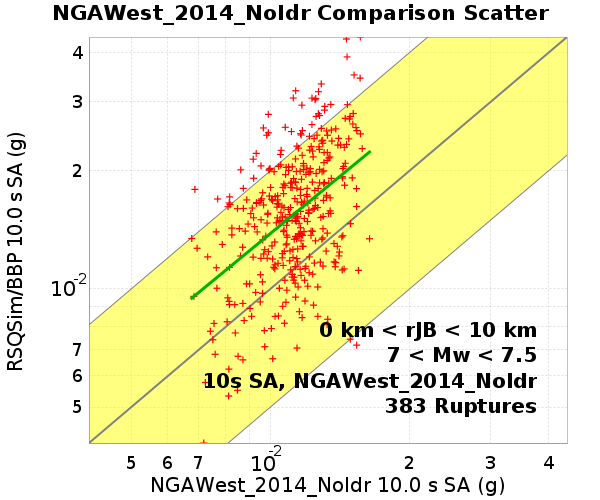 NGAWest_2014_NoIdr Comparison Scatter
RSQSim/BBP 10.0 s SA (g)
4
3
2
10^-2
7
6
5
0 km < rJB < 10 km
7 < Mw < 7.5
10s SA, NGAWest_2014_NoIdr
383 Ruptures
5 6 7 10^-2 2 3 4
NGAWest_2014_NoIdr 10.0 s SA (g)